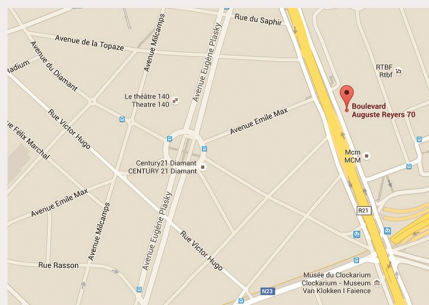 Rue du Saphir
Avenue de la Topaze
Avenue Milcamps
Avenue Eugène Plasky
Avenue du Diamant
RTBF
Rtbf
Le théâtre 140
Theatre 140
Boulevard
Auguste Reyers 70
Rue Victor Hugo
Avenue Emile Max
Rue Félix Marchal
Mcm
MCM
Century21 Diamant
CENTURY 21 Diamant
Avenue Emile Max
Avenue Milcamps
Avenue Eugène Plasky
R21
Rue Victor Hugo
Rue Rasson
Musée du Clockarium
Clockarium - Museum
Van Klokken I Faience
N23